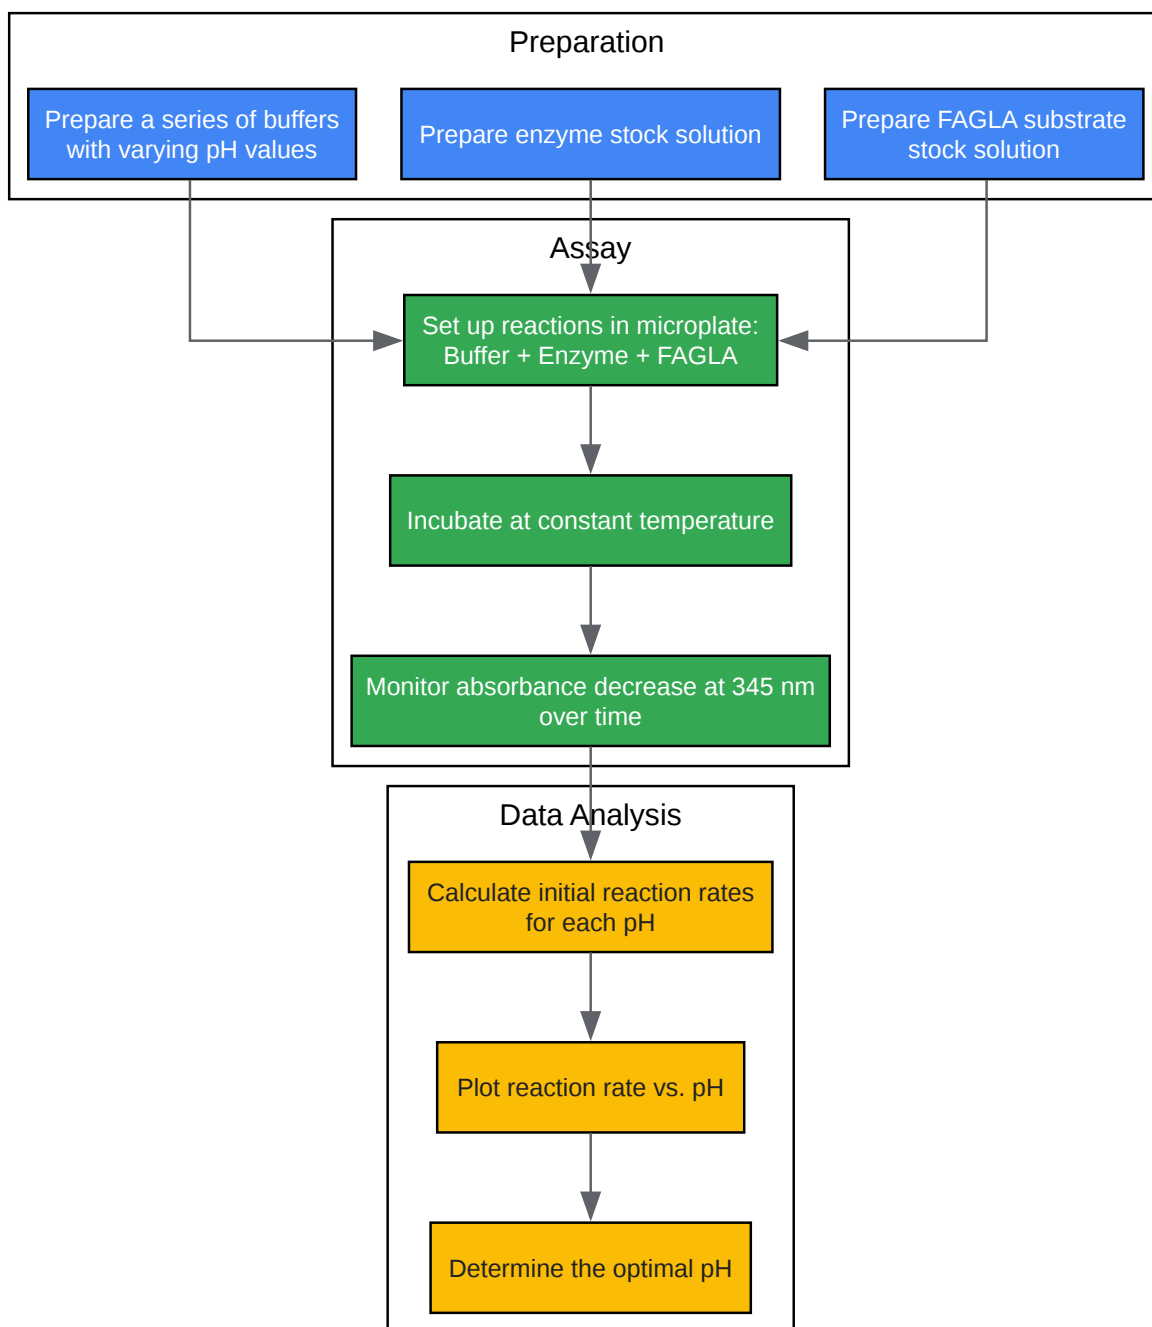 Preparation
Prepare a series of buffers
with varying pH values
Prepare enzyme stock solution
Prepare FAGLA substrate
stock solution
Assay
Set up reactions in microplate:
Buffer + Enzyme + FAGLA
Incubate at constant temperature
Monitor absorbance decrease at 345 nm
over time
Data Analysis
Calculate initial reaction rates
for each pH
Plot reaction rate vs. pH
Determine the optimal pH